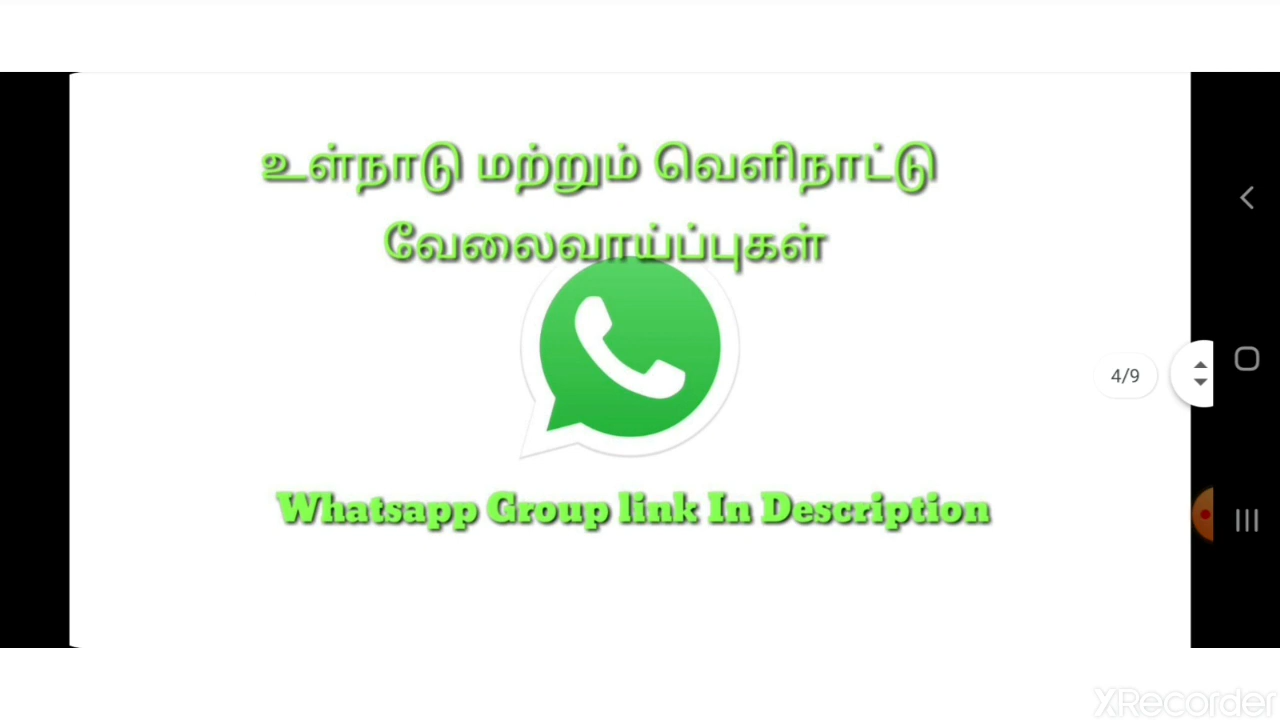 உள்நாடு மற்றும் வெளிநாட்டு
வேலைவாய்ப்புகள்
4/9
Whatsapp Group link In Description
XRecorder